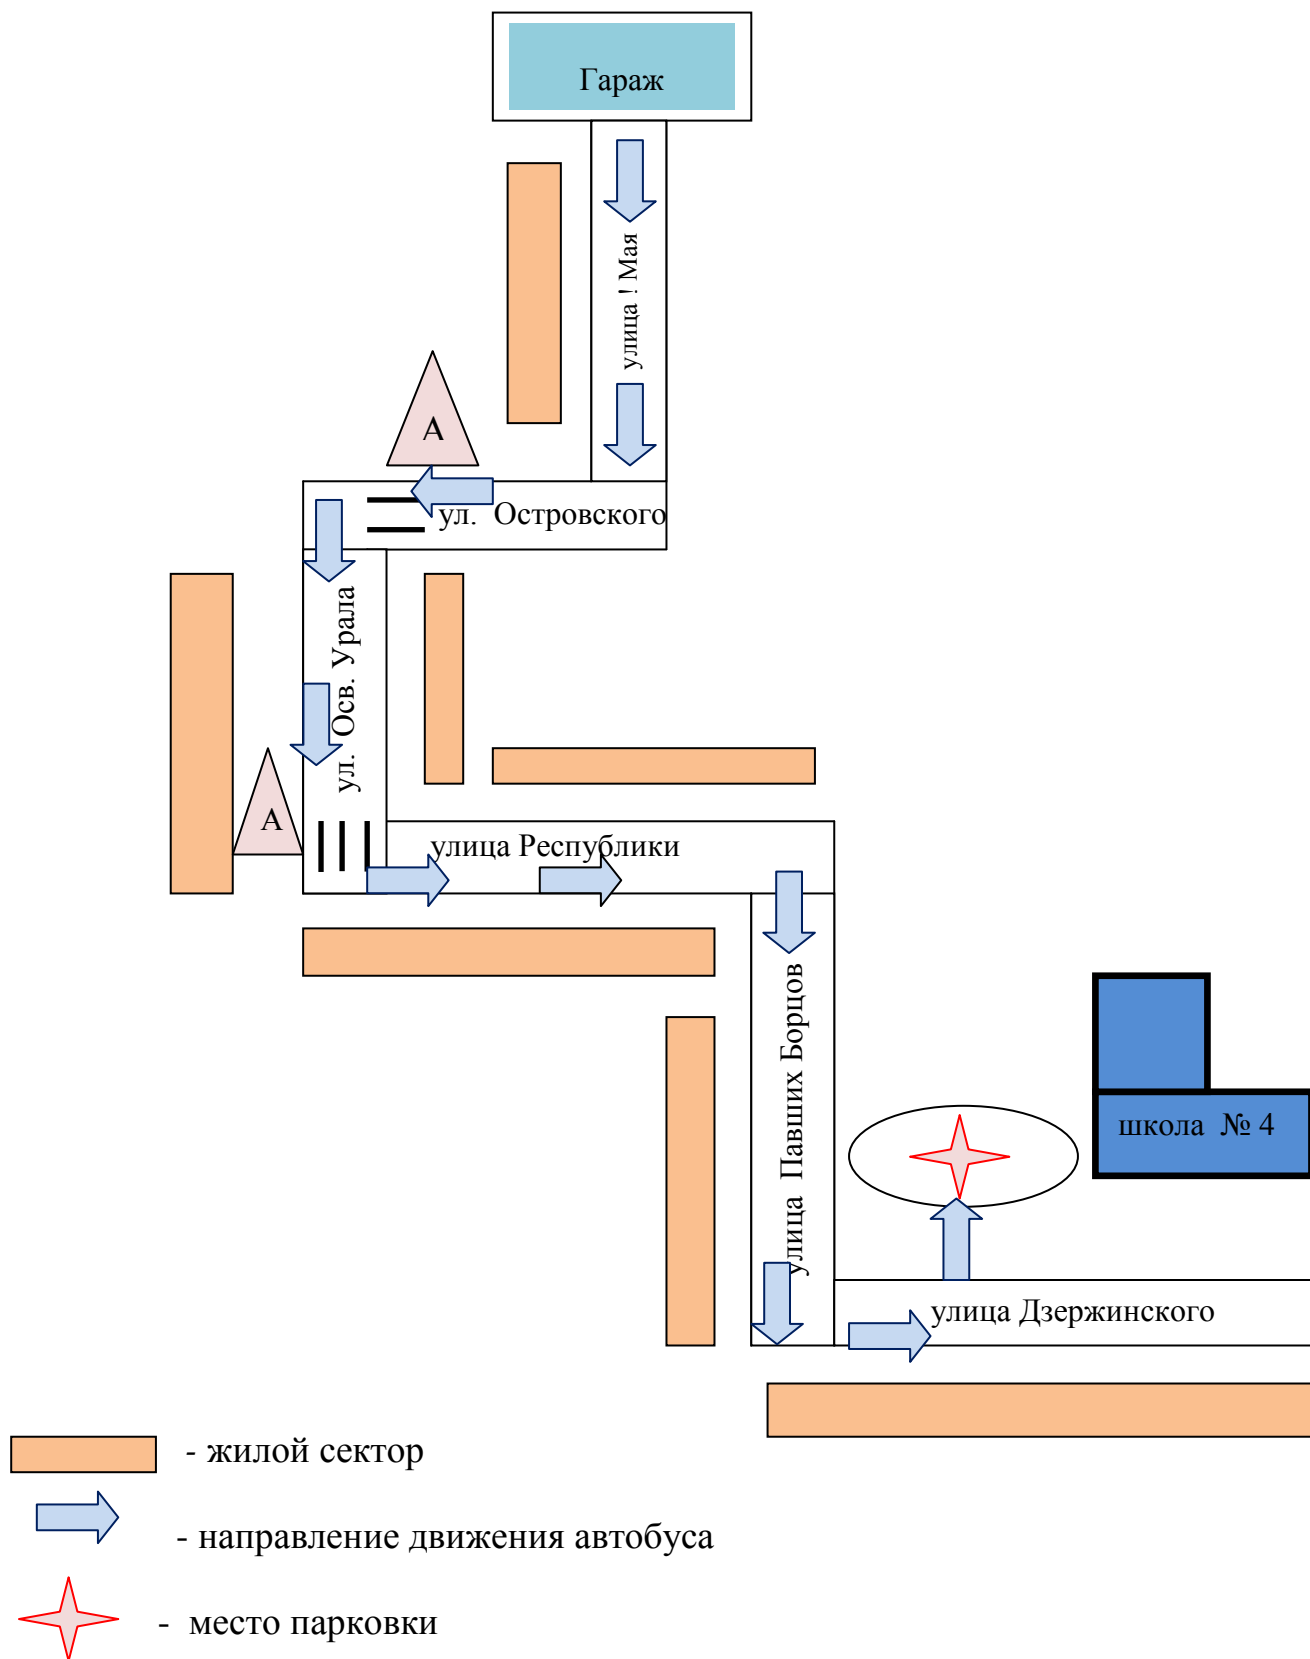 Гараж
улица ! Мая
А
ул. Островского
ул. Осв. Урала
А
улица Республики
улица Павших Борцов
школа № 4
улица Дзержинского
- жилой сектор
- направление движения автобуса
- место парковки